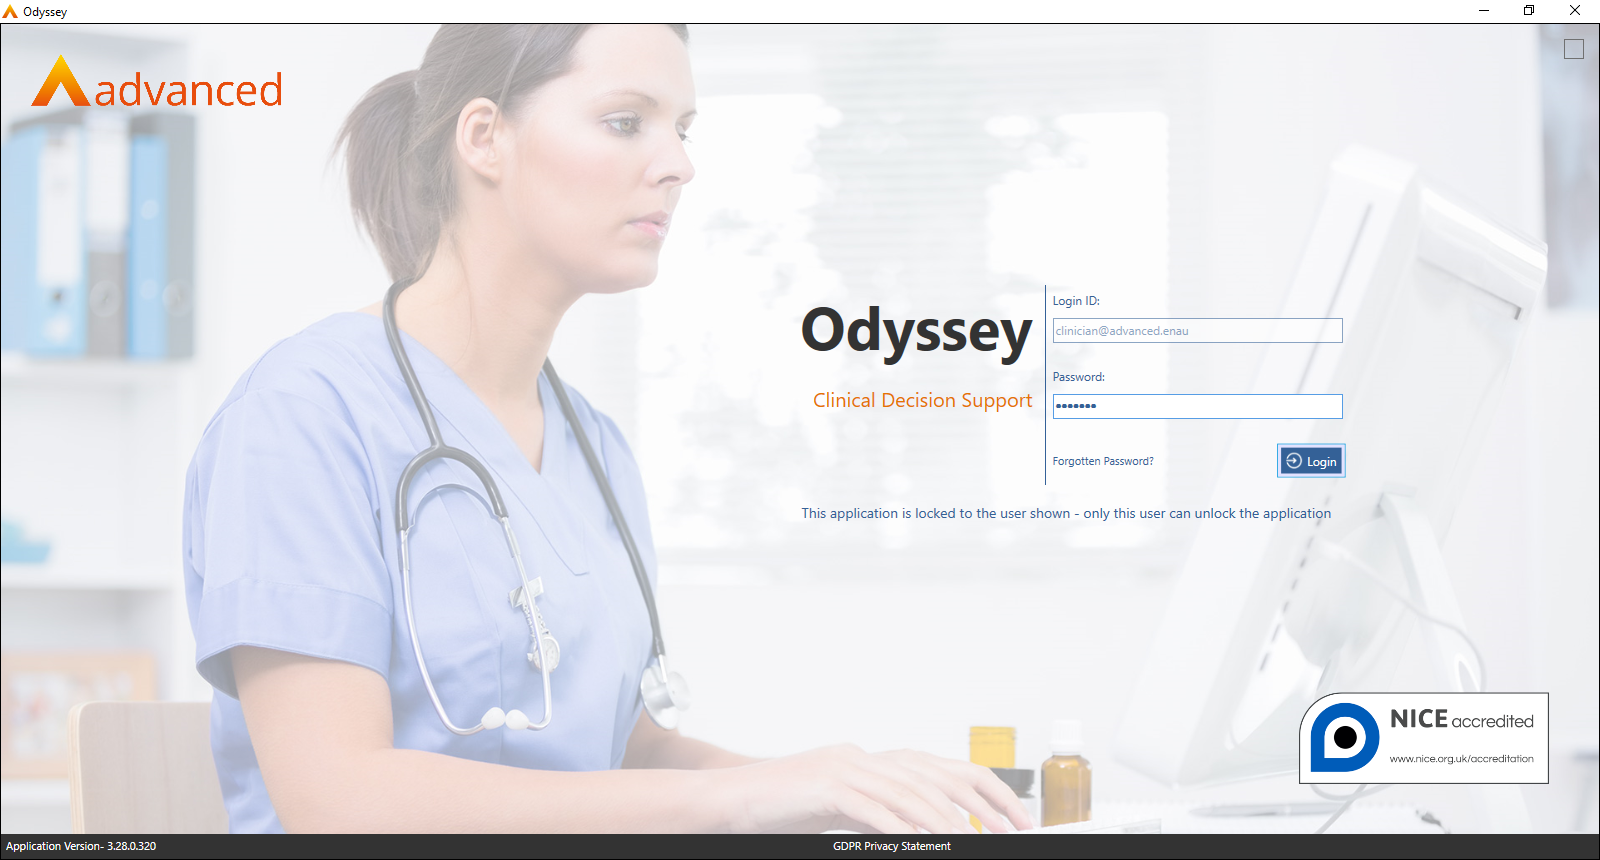 Odyssey
advanced
Login ID:
clinician@advanced.enau
Odyssey
Password:
•••••••
Clinical Decision Support
Forgotten Password?
Login
This application is locked to the user shown - only this user can unlock the application
NICE accredited
www.nice.org.uk/accreditation
Application Version- 3.28.0.320
GDPR Privacy Statement